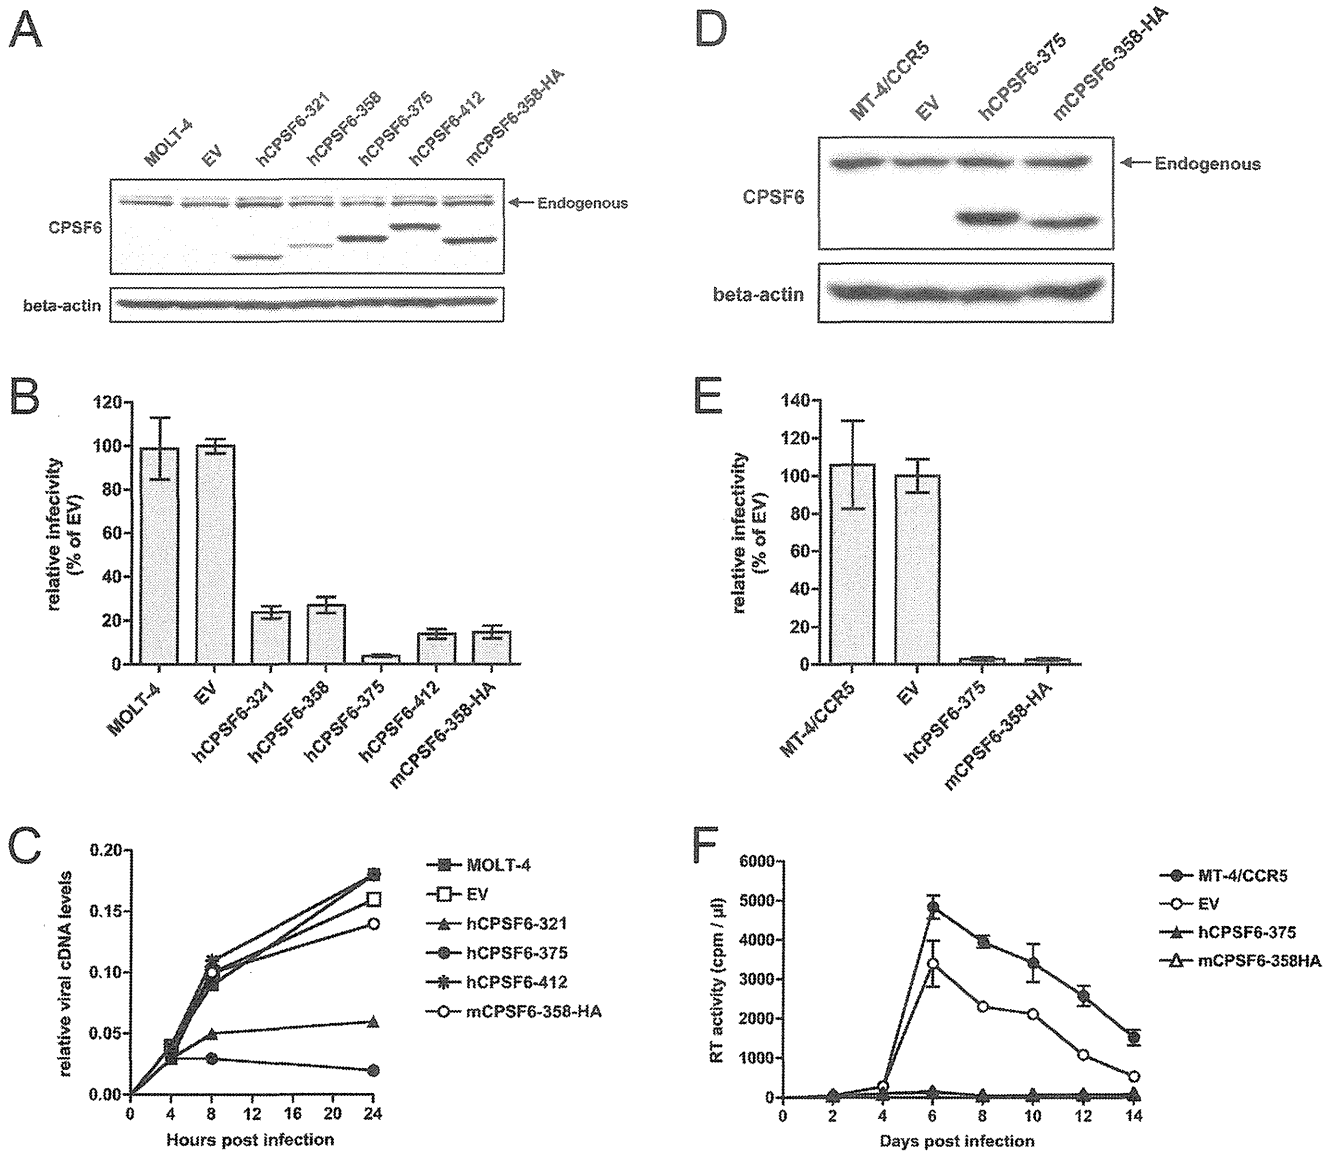 A
MOLT-4
EV
hCPSF6-321
hCPSF6-358
hCPSF6-375
hCPSF6-412
mCPSF6-358-HA
CPSF6
Endogenous
beta-actin
D
MT-4/CCR5
EV
hCPSF6-375
mCPSF6-358-HA
CPSF6
Endogenous
beta-actin
B
relative infecivity
(% of EV)
120
100
80
60
40
20
0
MOLT-4
EV
hCPSF6-321
hCPSF6-358
hCPSF6-375
hCPSF6-412
mCPSF6-358-HA
E
relative infectivity
(% of EV)
140
120
100
80
60
40
20
0
MT-4/CCR5
EV
hCPSF6-375
mCPSF6-358-HA
C
relative viral cDNA levels
0.20
0.15
0.10
0.05
0.00
0 4 8 12 16 20 24
Hours post infection
MOLT-4
EV
hCPSF6-321
hCPSF6-375
hCPSF6-412
mCPSF6-358-HA
F
RT activity (cpm / µl)
6000
5000
4000
3000
2000
1000
0
0 2 4 6 8 10 12 14
Days post infection
MT-4/CCR5
EV
hCPSF6-375
mCPSF6-358HA